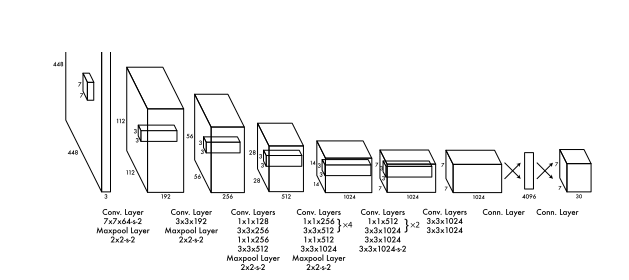 448
448
7
7
3
112
112
3
3
192
56
56
3
3
256
28
28
3
3
512
14
14
3
3
1024
7
7
3
3
1024
7
7
1024
4096
7
7
30
Conv. Layer
7x7x64-s-2
Maxpool Layer
2x2-s-2
Conv. Layer
3x3x192
Maxpool Layer
2x2-s-2
Conv. Layers
1x1x128
3x3x256
1x1x256
3x3x512
Maxpool Layer
2x2-s-2
Conv. Layers
1x1x256
3x3x512
}×4
1x1x512
3x3x1024
Maxpool Layer
2x2-s-2
Conv. Layers
1x1x512
3x3x1024
}×2
3x3x1024
3x3x1024-s-2
Conv. Layers
3x3x1024
3x3x1024
Conn. Layer
Conn. Layer